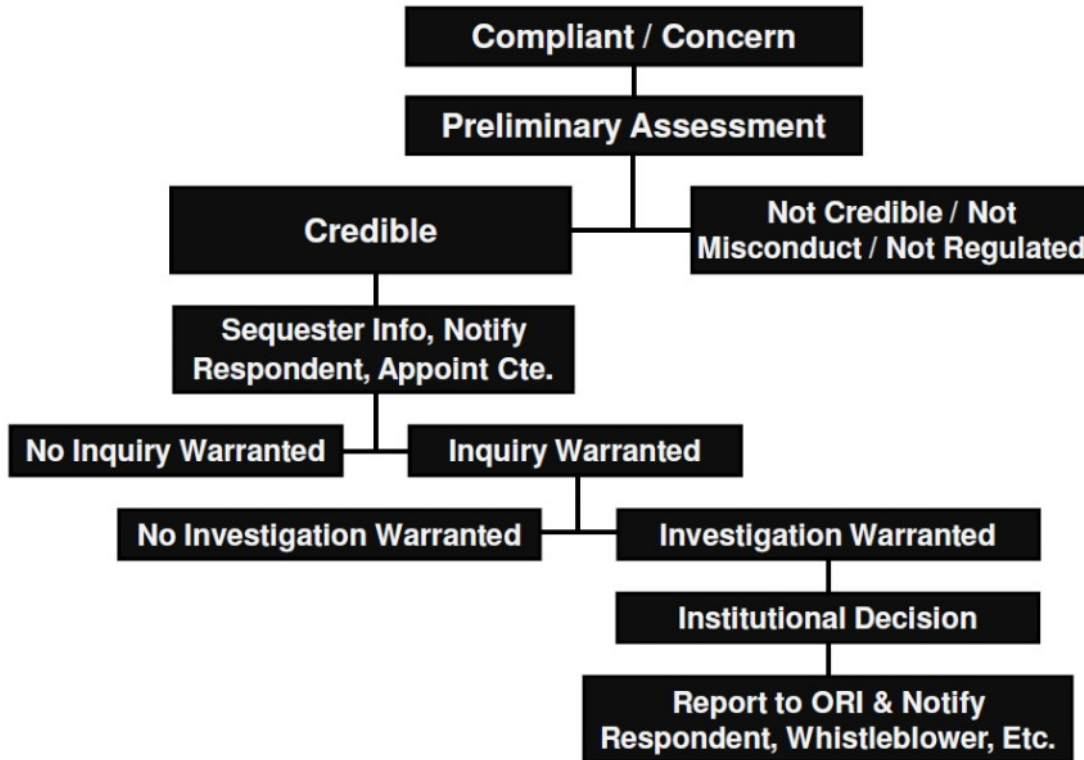 Compliant / Concern
Preliminary Assessment
Credible
Not Credible / Not
Misconduct / Not Regulated
Sequester Info, Notify
Respondent, Appoint Cte.
No Inquiry Warranted
Inquiry Warranted
No Investigation Warranted
Investigation Warranted
Institutional Decision
Report to ORI & Notify
Respondent, Whistleblower, Etc.